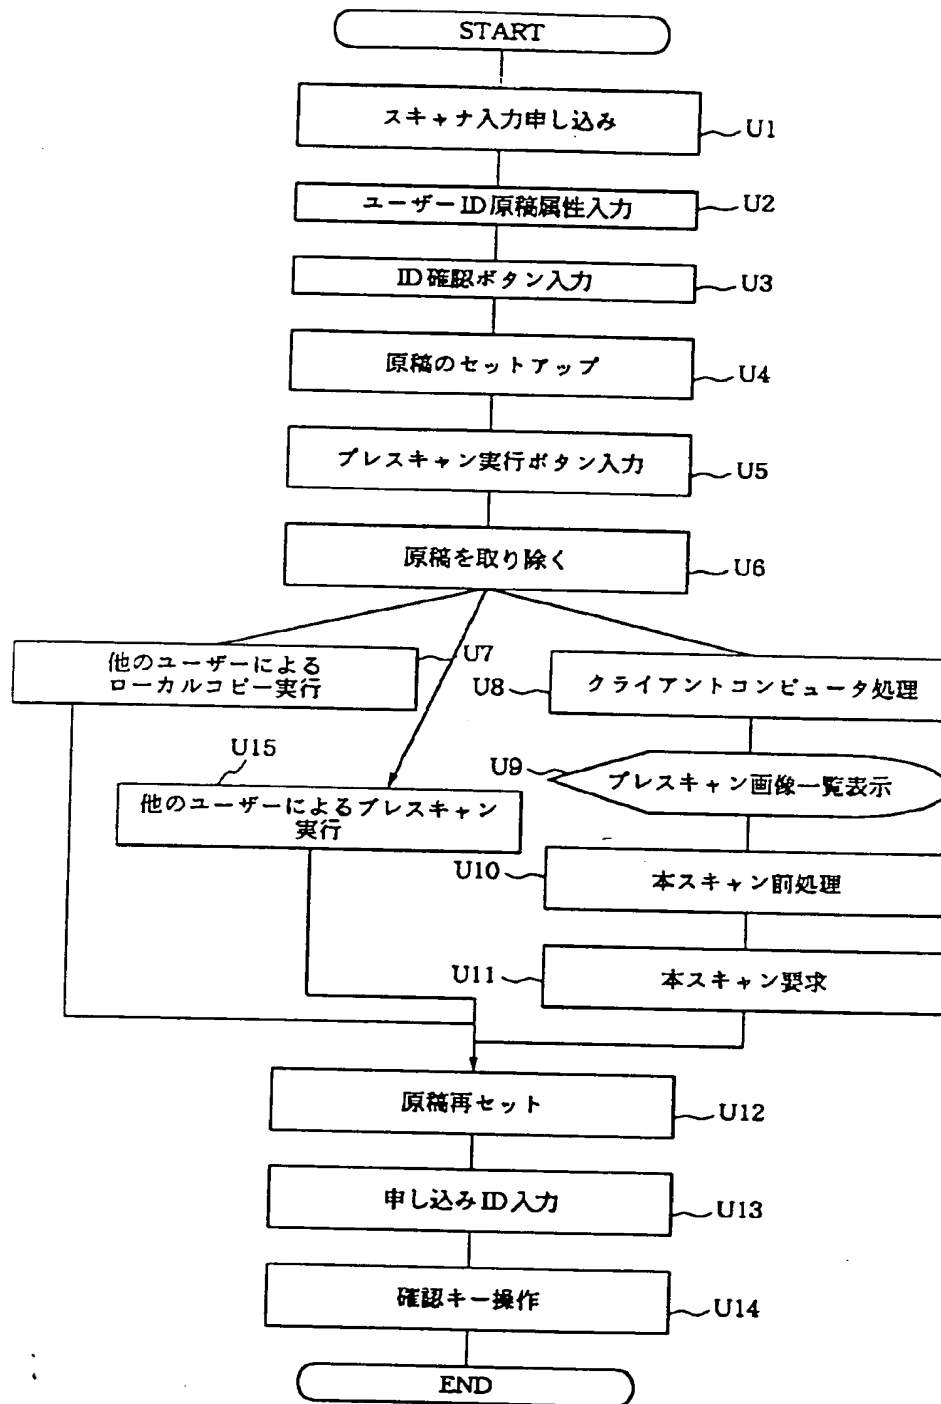 START
スキャナ入力申し込み
U1
ユーザーID原稿属性入力
U2
ID確認ボタン入力
U3
原稿のセットアップ
U4
プレスキャン実行ボタン入力
U5
原稿を取り除く
U6
他のユーザーによる
ローカルコピー実行
U7
U8
クライアントコンピュータ処理
U15
他のユーザーによるプレスキャン
実行
U9
プレスキャン画像一覧表示
U10
本スキャン前処理
U11
本スキャン要求
原稿再セット
U12
申し込みID入力
U13
確認キー操作
U14
END